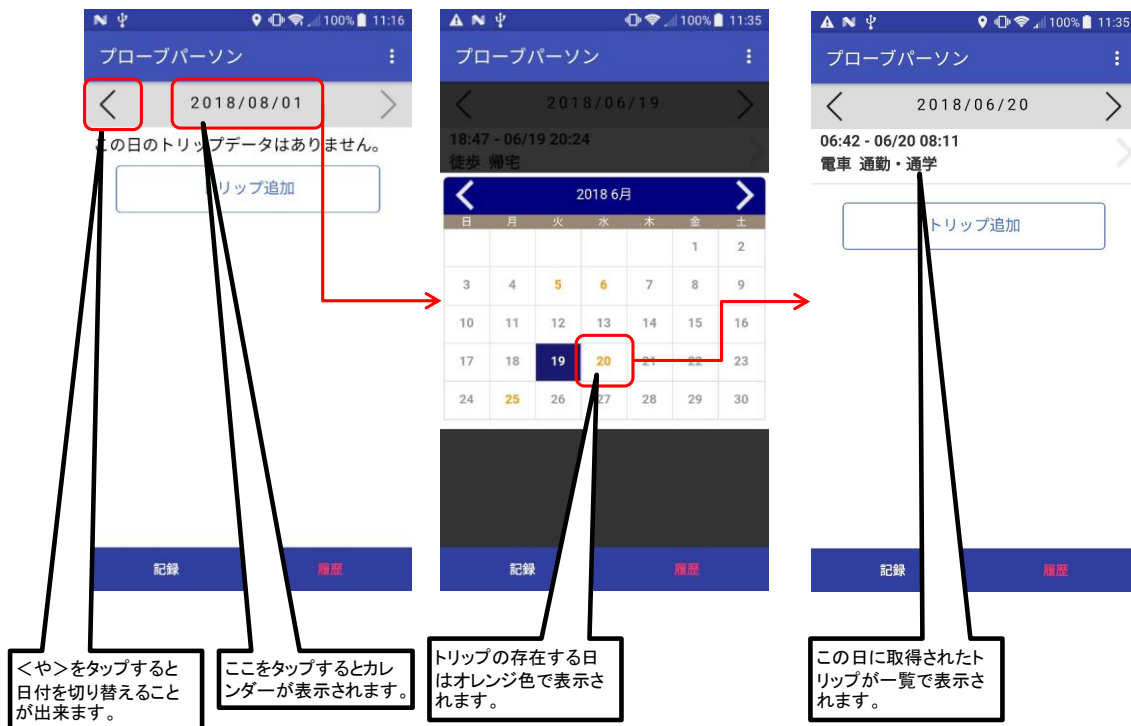 100% 11:16
プローブパーソン
2018/08/01
この日のトリップデータはありません。
トリップ追加
記録
履歴
<や>をタップすると
日付を切り替えること
が出来ます。
ここをタップするとカレ
ンダーが表示されます。
100% 11:35
プローブパーソン
2018/06/19
18:47 - 06/19 20:24
徒歩 帰宅
2018 6月
日 月 火 水 木 金 土
1 2
3 4 5 6 7 8 9
10 11 12 13 14 15 16
17 18 19 20 21 22 23
24 25 26 27 28 29 30
記録
履歴
トリップの存在する日
はオレンジ色で表示さ
れます。
100% 11:35
プローブパーソン
2018/06/20
06:42 - 06/20 08:11
電車 通勤・通学
トリップ追加
記録
履歴
この日に取得されたト
リップが一覧で表示さ
れます。